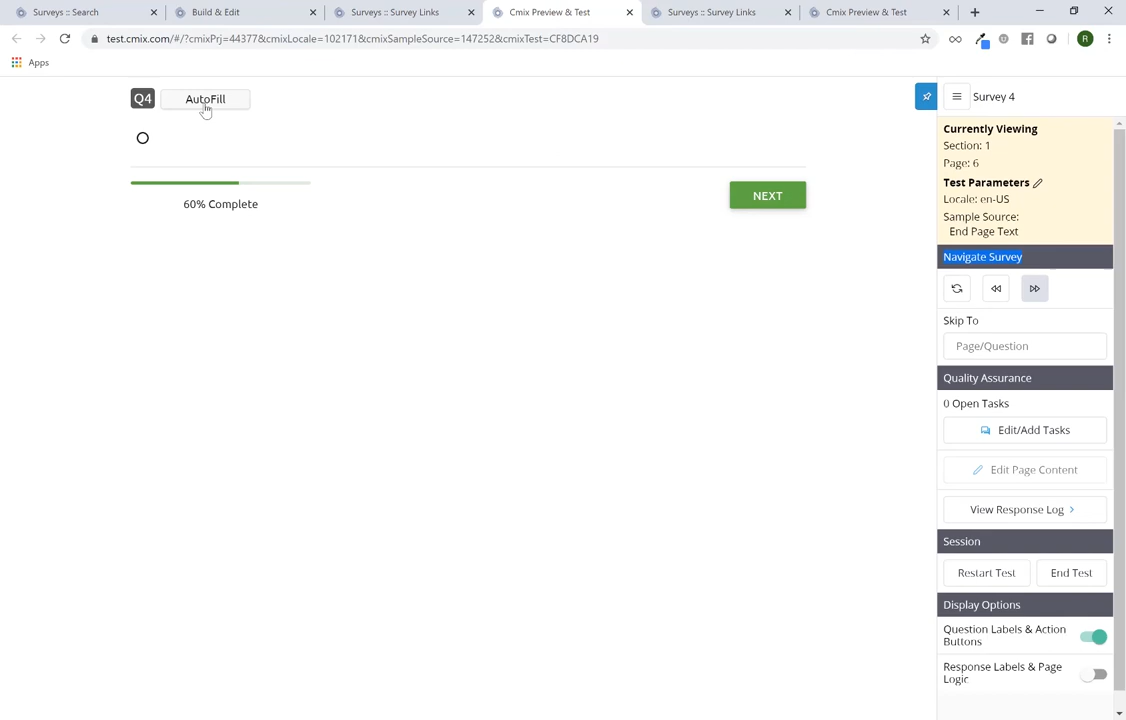 Surveys :: Search
Build & Edit
Surveys :: Survey Links
Cmix Preview & Test
Surveys :: Survey Links
Cmix Preview & Test
test.cmix.com/#/?cmixPrj=44377&cmixLocale=102171&cmixSampleSource=147252&cmixTest=CF8DCA19
R
Apps
Q4
AutoFill
60% Complete
NEXT
Survey 4
Currently Viewing
Section: 1
Page: 6
Test Parameters
Locale: en-US
Sample Source:
End Page Text
Navigate Survey
Skip To
Page/Question
Quality Assurance
0 Open Tasks
Edit/Add Tasks
Edit Page Content
View Response Log
Session
Restart Test
End Test
Display Options
Question Labels & Action
Buttons
Response Labels & Page
Logic